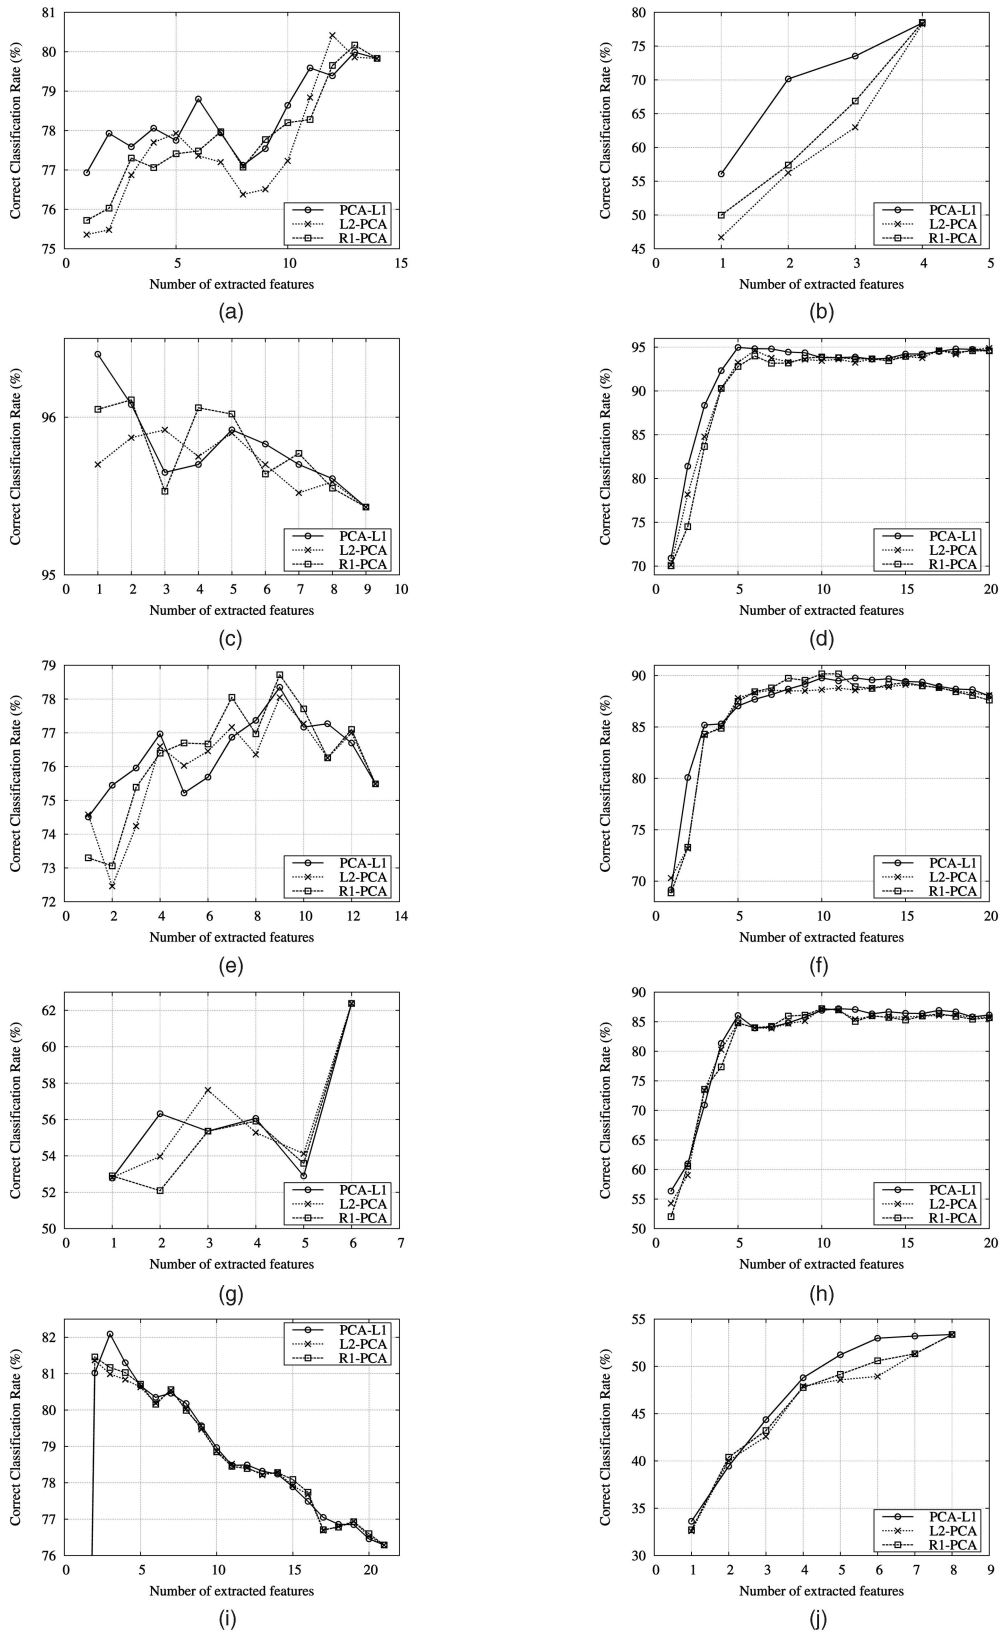 81
80
79
78
77
76
75
0 5 10 15
Correct Classification Rate (%)
Number of extracted features
PCA-L1
L2-PCA
R1-PCA
(a)
80
75
70
65
60
55
50
45
0 1 2 3 4 5
Correct Classification Rate (%)
Number of extracted features
PCA-L1
L2-PCA
R1-PCA
(b)
96
95
0 1 2 3 4 5 6 7 8 9 10
Correct Classification Rate (%)
Number of extracted features
PCA-L1
L2-PCA
R1-PCA
(c)
95
90
85
80
75
70
0 5 10 15 20
Correct Classification Rate (%)
Number of extracted features
PCA-L1
L2-PCA
R1-PCA
(d)
79
78
77
76
75
74
73
72
0 2 4 6 8 10 12 14
Correct Classification Rate (%)
Number of extracted features
PCA-L1
L2-PCA
R1-PCA
(e)
90
85
80
75
70
0 5 10 15 20
Correct Classification Rate (%)
Number of extracted features
PCA-L1
L2-PCA
R1-PCA
(f)
62
60
58
56
54
52
50
0 1 2 3 4 5 6 7
Correct Classification Rate (%)
Number of extracted features
PCA-L1
L2-PCA
R1-PCA
(g)
90
85
80
75
70
65
60
55
50
0 5 10 15 20
Correct Classification Rate (%)
Number of extracted features
PCA-L1
L2-PCA
R1-PCA
(h)
82
81
80
79
78
77
76
0 5 10 15 20
Correct Classification Rate (%)
Number of extracted features
PCA-L1
L2-PCA
R1-PCA
(i)
55
50
45
40
35
30
0 1 2 3 4 5 6 7 8 9
Correct Classification Rate (%)
Number of extracted features
PCA-L1
L2-PCA
R1-PCA
(j)